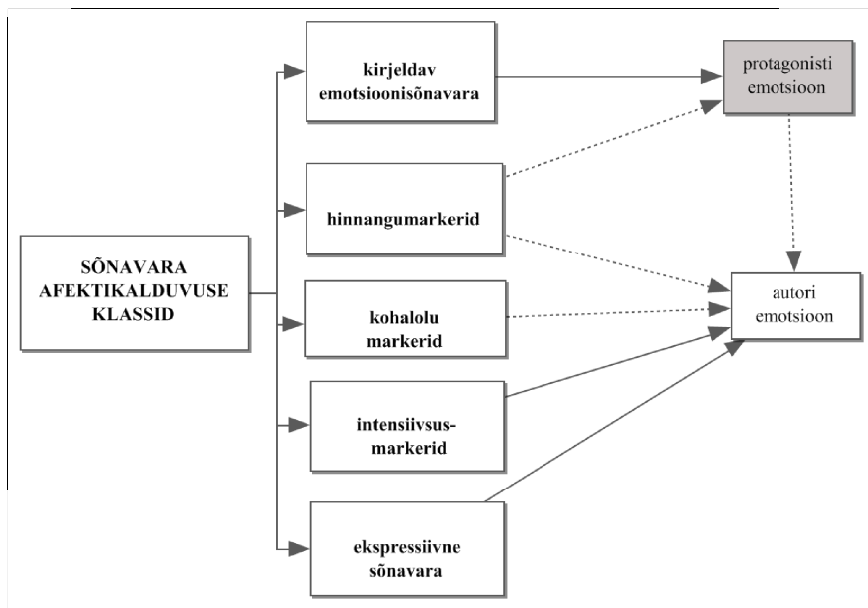 kirjeldav
emotsioonisõnavara
protagonisti
emotsioon
hinnangumarkerid
SÕNAVARA
AFEKTIKALDUVUSE
KLASSID
kohalolu
markerid
autori
emotsioon
intensiivsus-
markerid
ekspressiivne
sõnavara